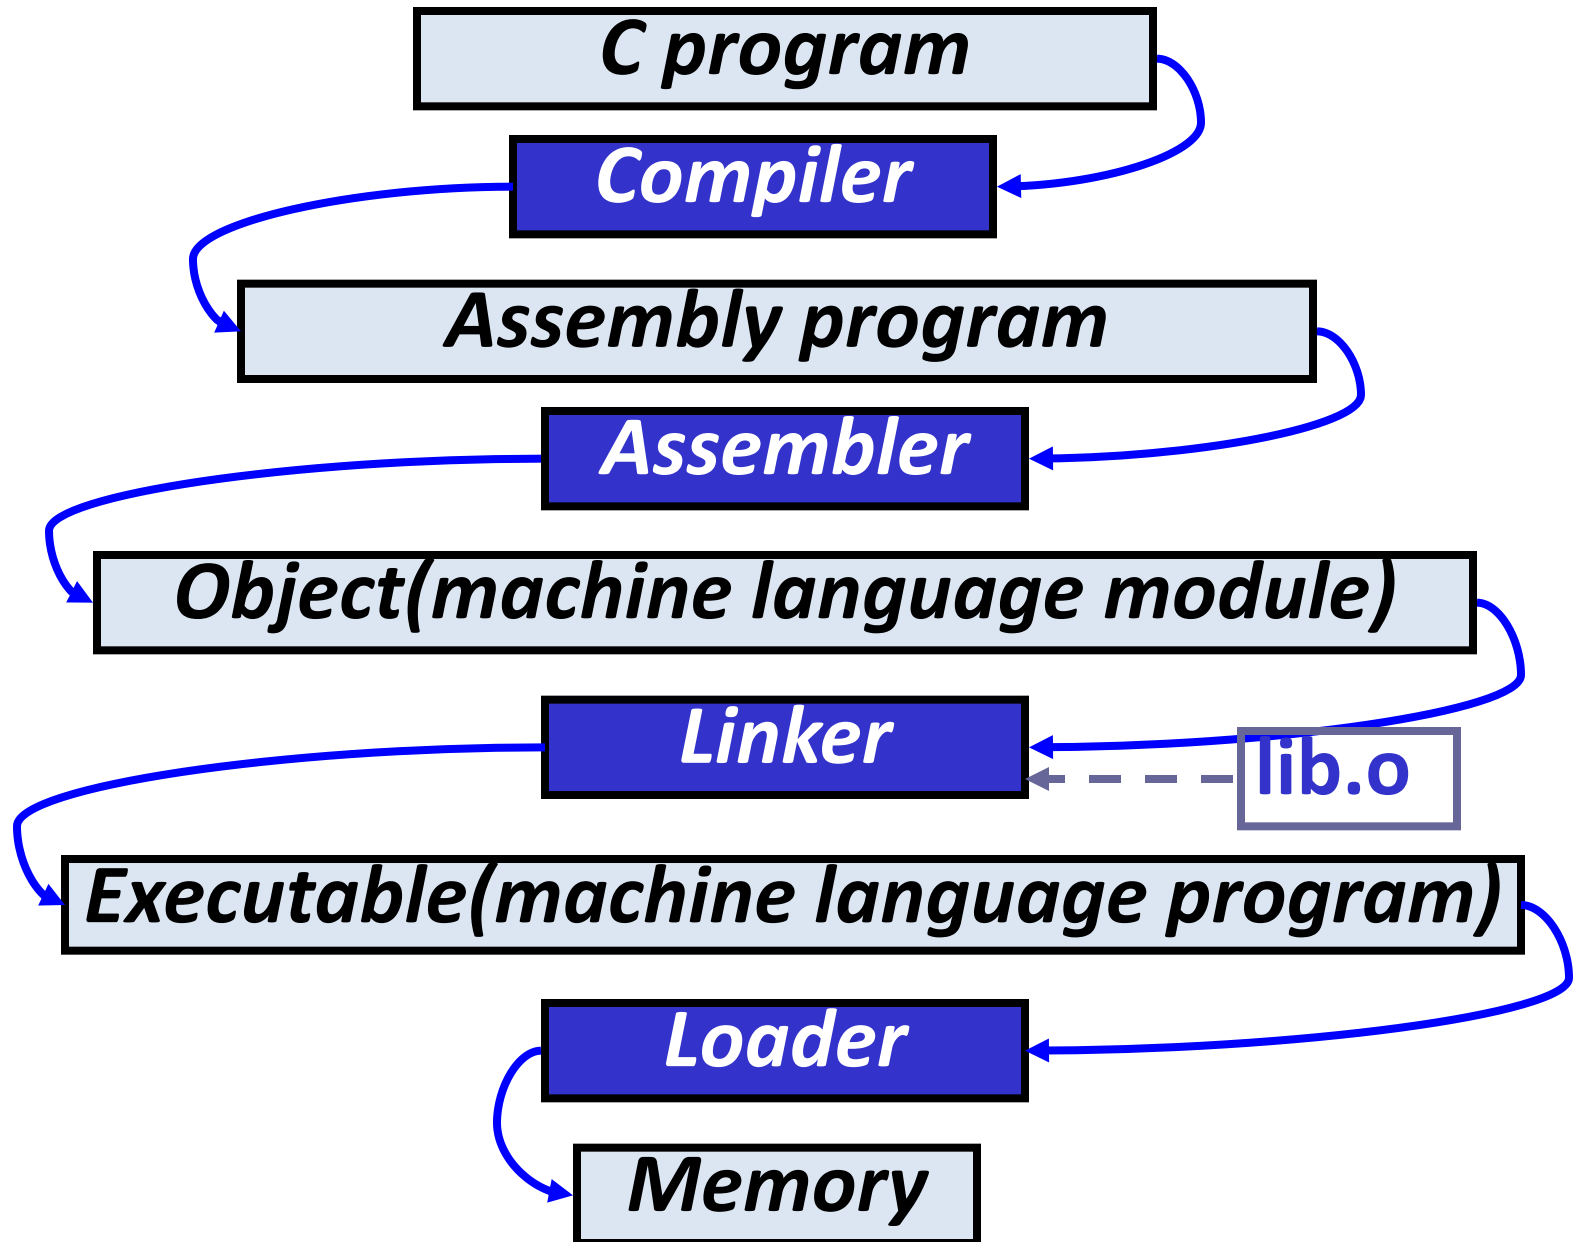 C program
Compiler
Assembly program
Assembler
Object(machine language module)
Linker
lib.o
Executable(machine language program)
Loader
Memory